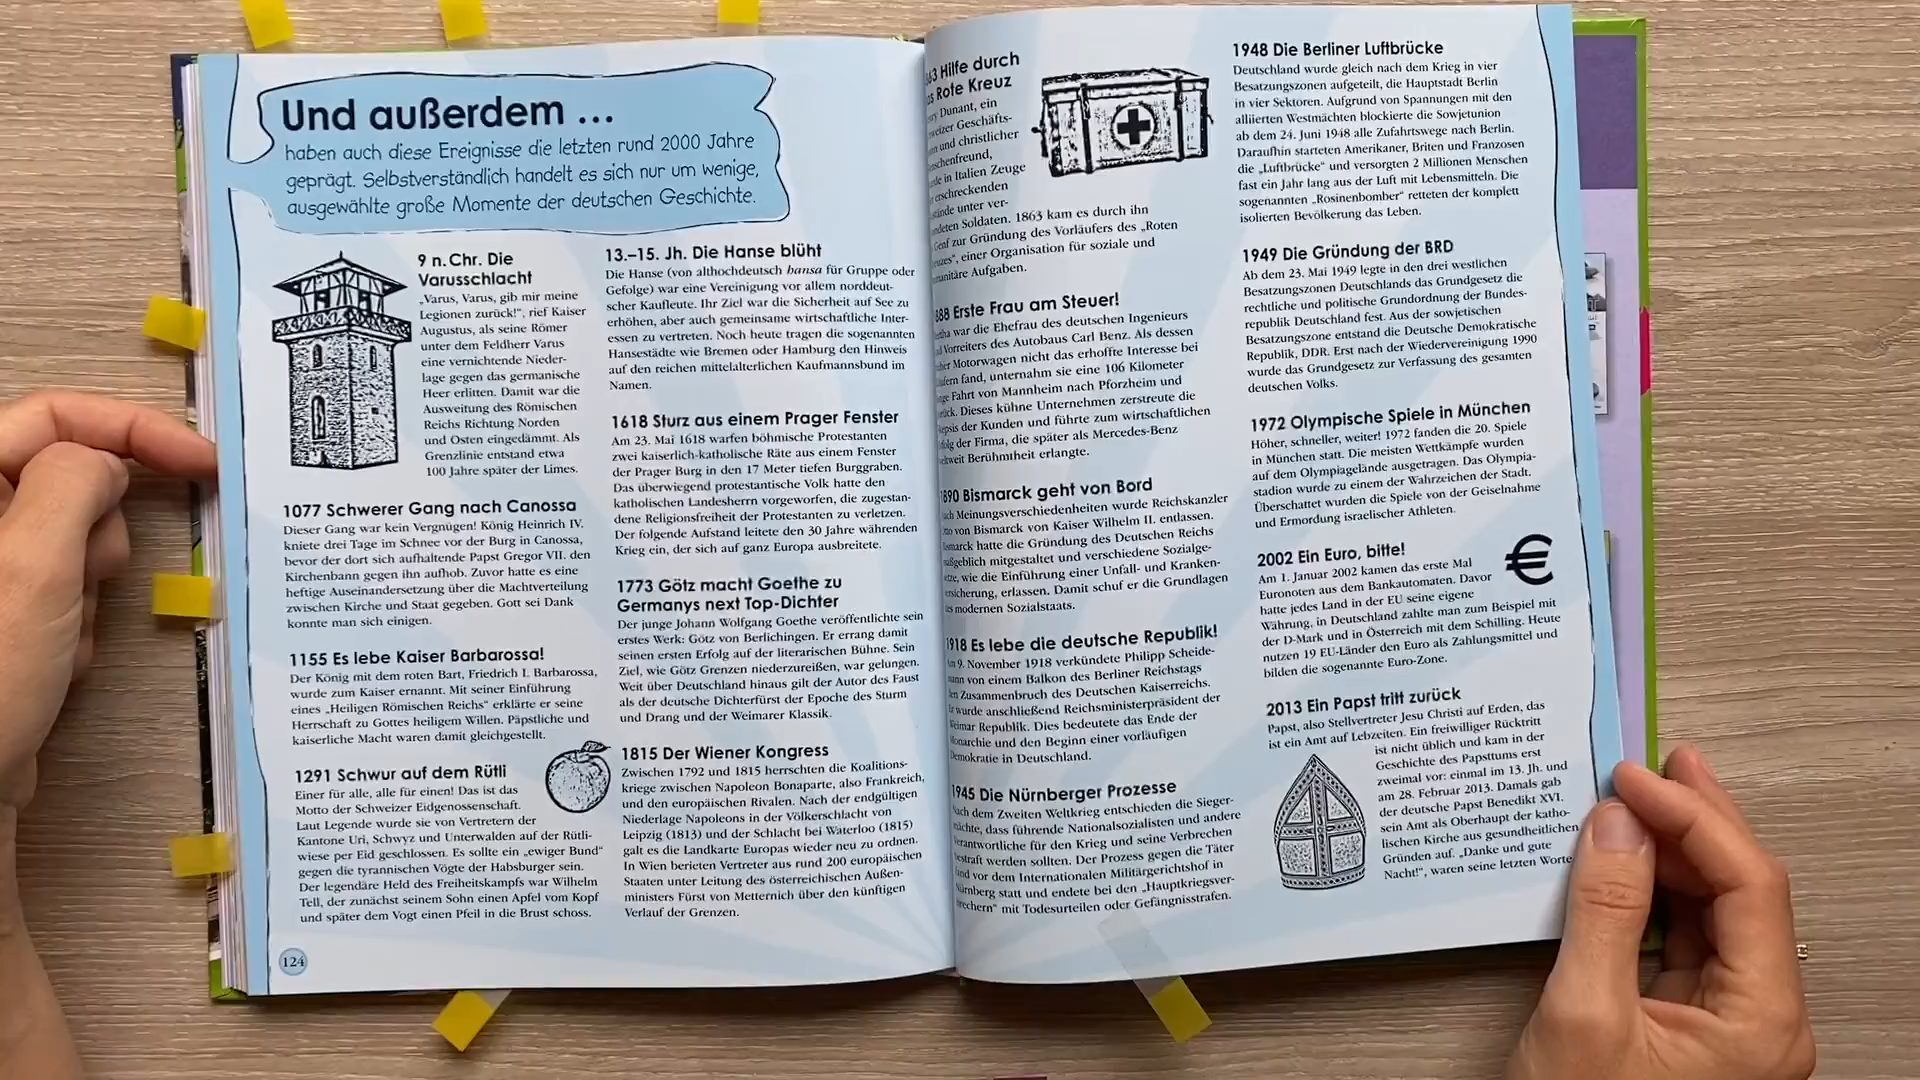 Und außerdem ...
haben auch diese Ereignisse die letzten rund 2000 Jahre
geprägt. Selbstverständlich handelt es sich nur um wenige,
ausgewählte große Momente der deutschen Geschichte.
9 n. Chr. Die
Varusschlacht
„Varus, Varus, gib mir meine
Legionen zurück!“, rief Kaiser
Augustus, als seine Römer
unter dem Feldherr Varus
eine vernichtende Nieder-
lage gegen das germanische
Heer erlitten. Damit war die
Ausweitung des Römischen
Reichs Richtung Norden
und Osten eingedämmt. Als
Grenzlinie entstand etwa
100 Jahre später der Limes.
1077 Schwerer Gang nach Canossa
Dieser Gang war kein Vergnügen! König Heinrich IV.
kniete drei Tage im Schnee vor der Burg in Canossa,
bevor der dort sich aufhaltende Papst Gregor VII. den
Kirchenbann gegen ihn aufhob. Zuvor hatte es eine
heftige Auseinandersetzung über die Machtverteilung
zwischen Kirche und Staat gegeben. Gott sei Dank
konnte man sich einigen.
1155 Es lebe Kaiser Barbarossa!
Der König mit dem roten Bart, Friedrich I. Barbarossa,
wurde zum Kaiser ernannt. Mit seiner Einführung
eines „Heiligen Römischen Reichs“ erklärte er seine
Herrschaft zu Gottes heiligem Willen. Päpstliche und
kaiserliche Macht waren damit gleichgestellt.
1291 Schwur auf dem Rütli
Einer für alle, alle für einen! Das ist das
Motto der Schweizer Eidgenossenschaft.
Laut Legende wurde sie von Vertretern der
Kantone Uri, Schwyz und Unterwalden auf der Rütli-
wiese per Eid geschlossen. Es sollte ein „ewiger Bund“
gegen die tyrannischen Vögte der Habsburger sein.
Der legendäre Held des Freiheitskampfs war Wilhelm
Tell, der zunächst seinem Sohn einen Apfel vom Kopf
und später dem Vogt einen Pfeil in die Brust schoss.
124
13.–15. Jh. Die Hanse blüht
Die Hanse (von althochdeutsch hansa für Gruppe oder
Gefolge) war eine Vereinigung vor allem norddeut-
scher Kaufleute. Ihr Ziel war die Sicherheit auf See zu
erhöhen, aber auch gemeinsame wirtschaftliche Inter-
essen zu vertreten. Noch heute tragen die sogenannten
Hansestädte wie Bremen oder Hamburg den Hinweis
auf den reichen mittelalterlichen Kaufmannsbund im
Namen.
1618 Sturz aus einem Prager Fenster
Am 23. Mai 1618 warfen böhmische Protestanten
zwei kaiserlich-katholische Räte aus einem Fenster
der Prager Burg in den 17 Meter tiefen Burggraben.
Das überwiegend protestantische Volk hatte den
katholischen Landesherrn vorgeworfen, die zugestan-
dene Religionsfreiheit der Protestanten zu verletzen.
Der folgende Aufstand leitete den 30 Jahre währenden
Krieg ein, der sich auf ganz Europa ausbreitete.
1773 Götz macht Goethe zu
Germanys next Top-Dichter
Der junge Johann Wolfgang Goethe veröffentlichte sein
erstes Werk: Götz von Berlichingen. Er errang damit
seinen ersten Erfolg auf der literarischen Bühne. Sein
Ziel, wie Götz Grenzen niederzureißen, war gelungen.
Weit über Deutschland hinaus gilt der Autor des Faust
als der deutsche Dichterfürst der Epoche des Sturm
und Drang und der Weimarer Klassik.
1815 Der Wiener Kongress
Zwischen 1792 und 1815 herrschten die Koalitions-
kriege zwischen Napoleon Bonaparte, also Frankreich,
und den europäischen Rivalen. Nach der endgültigen
Niederlage Napoleons in der Völkerschlacht von
Leipzig (1813) und der Schlacht bei Waterloo (1815)
galt es die Landkarte Europas wieder neu zu ordnen.
In Wien berieten Vertreter aus rund 200 europäischen
Staaten unter Leitung des österreichischen Außen-
ministers Fürst von Metternich über den künftigen
Verlauf der Grenzen.
63 Hilfe durch
as Rote Kreuz
Dunant, ein
Geschäfts-
und christlicher
in Italien Zeuge
erschreckenden
unter ver-
Soldaten. 1863 kam es durch ihn
Genf zur Gründung des Vorläufers des „Roten
einer Organisation für soziale und
Aufgaben.
888 Erste Frau am Steuer!
war die Ehefrau des deutschen Ingenieurs
Vorreiters des Autobaus Carl Benz. Als dessen
Motorwagen nicht das erhoffte Interesse bei
fand, unternahm sie eine 106 Kilometer
Fahrt von Mannheim nach Pforzheim und
Dieses kühne Unternehmen zerstreute die
der Kunden und führte zum wirtschaftlichen
der Firma, die später als Mercedes-Benz
Berühmtheit erlangte.
1890 Bismarck geht von Bord
Meinungsverschiedenheiten wurde Reichskanzler
von Bismarck von Kaiser Wilhelm II. entlassen.
hatte die Gründung des Deutschen Reichs
mitgestaltet und verschiedene Sozialge-
wie die Einführung einer Unfall- und Kranken-
erlassen. Damit schuf er die Grundlagen
modernen Sozialstaats.
1918 Es lebe die deutsche Republik!
9. November 1918 verkündete Philipp Scheide-
mann von einem Balkon des Berliner Reichstags
Zusammenbruch des Deutschen Kaiserreichs.
Er wurde anschließend Reichsministerpräsident der
Weimar Republik. Dies bedeutete das Ende der
Monarchie und den Beginn einer vorläufigen
Demokratie in Deutschland.
1945 Die Nürnberger Prozesse
Nach dem Zweiten Weltkrieg entschieden die Sieger-
mächte, dass führende Nationalsozialisten und andere
Verantwortliche für den Krieg und seine Verbrechen
bestraft werden sollten. Der Prozess gegen die Täter
fand vor dem Internationalen Militärgerichtshof in
Nürnberg statt und endete bei den „Hauptkriegsver-
brechern“ mit Todesurteilen oder Gefängnisstrafen.
1948 Die Berliner Luftbrücke
Deutschland wurde gleich nach dem Krieg in vier
Besatzungszonen aufgeteilt, die Hauptstadt Berlin
in vier Sektoren. Aufgrund von Spannungen mit den
alliierten Westmächten blockierte die Sowjetunion
ab dem 24. Juni 1948 alle Zufahrtswege nach Berlin.
Daraufhin starteten Amerikaner, Briten und Franzosen
die „Luftbrücke“ und versorgten 2 Millionen Menschen
fast ein Jahr lang aus der Luft mit Lebensmitteln. Die
sogenannten „Rosinenbomber“ retteten der komplett
isolierten Bevölkerung das Leben.
1949 Die Gründung der BRD
Ab dem 23. Mai 1949 legte in den drei westlichen
Besatzungszonen Deutschlands das Grundgesetz die
rechtliche und politische Grundordnung der Bundes-
republik Deutschland fest. Aus der sowjetischen
Besatzungszone entstand die Deutsche Demokratische
Republik, DDR. Erst nach der Wiedervereinigung 1990
wurde das Grundgesetz zur Verfassung des gesamten
deutschen Volks.
1972 Olympische Spiele in München
Höher, schneller, weiter! 1972 fanden die 20. Spiele
in München statt. Die meisten Wettkämpfe wurden
auf dem Olympiagelände ausgetragen. Das Olympia-
stadion wurde zu einem der Wahrzeichen der Stadt.
Überschattet wurden die Spiele von der Geiselnahme
und Ermordung israelischer Athleten.
2002 Ein Euro, bitte!
€
Am 1. Januar 2002 kamen das erste Mal
Euronoten aus dem Bankautomaten. Davor
hatte jedes Land in der EU seine eigene
Währung, in Deutschland zahlte man zum Beispiel mit
der D-Mark und in Österreich mit dem Schilling. Heute
nutzen 19 EU-Länder den Euro als Zahlungsmittel und
bilden die sogenannte Euro-Zone.
2013 Ein Papst tritt zurück
Papst, also Stellvertreter Jesu Christi auf Erden, das
ist ein Amt auf Lebzeiten. Ein freiwilliger Rücktritt
ist nicht üblich und kam in der
Geschichte des Papsttums erst
zweimal vor: einmal im 13. Jh. und
am 28. Februar 2013. Damals gab
der deutsche Papst Benedikt XVI.
sein Amt als Oberhaupt der katho-
lischen Kirche aus gesundheitlichen
Gründen auf. „Danke und gute
Nacht!“, waren seine letzten Worte